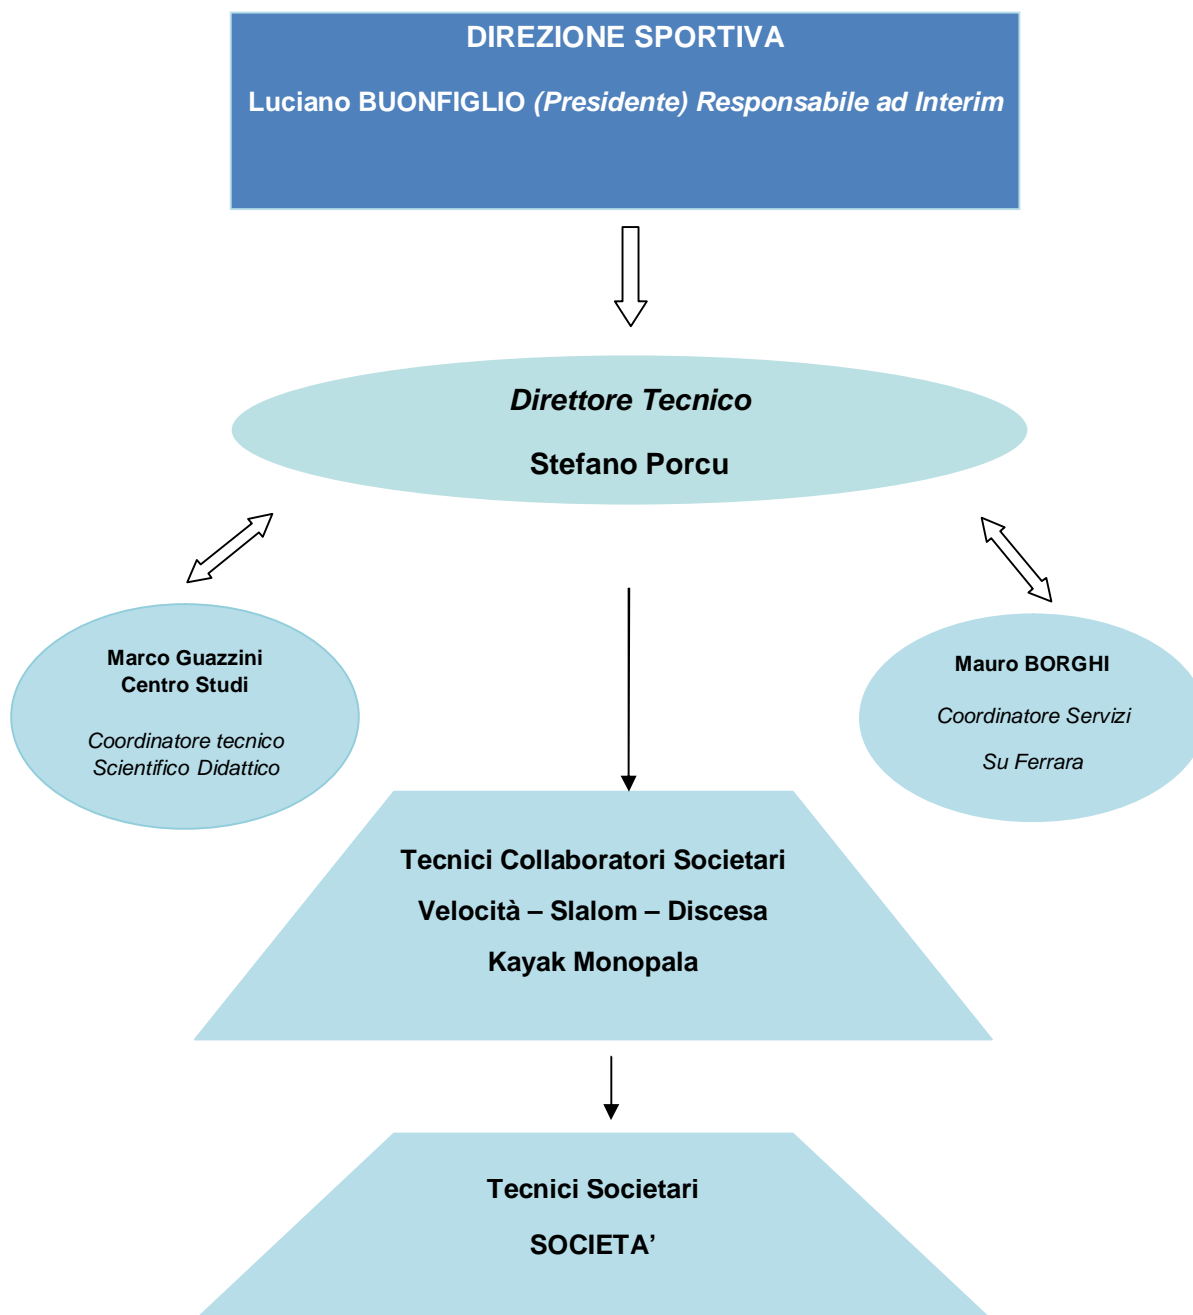 DIREZIONE SPORTIVA
Luciano BUONFIGLIO (Presidente) Responsabile ad Interim
Direttore Tecnico
Stefano Porcu
Marco Guazzini
Centro Studi
Coordinatore tecnico
Scientifico Didattico
Mauro BORGHI
Coordinatore Servizi
Su Ferrara
Tecnici Collaboratori Societari
Velocità – Slalom – Discesa
Kayak Monopala
Tecnici Societari
SOCIETA’